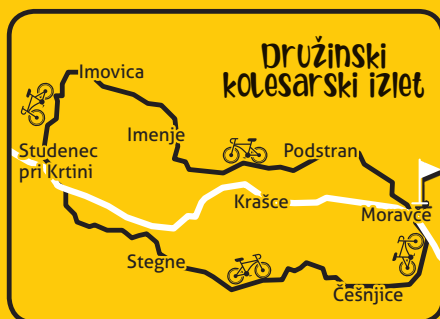 Družinski
kolesarski izlet
Imovica
Imenje
Studenec
pri Krtini
Podstran
Krašce
Moravče
Stegne
Češnjice